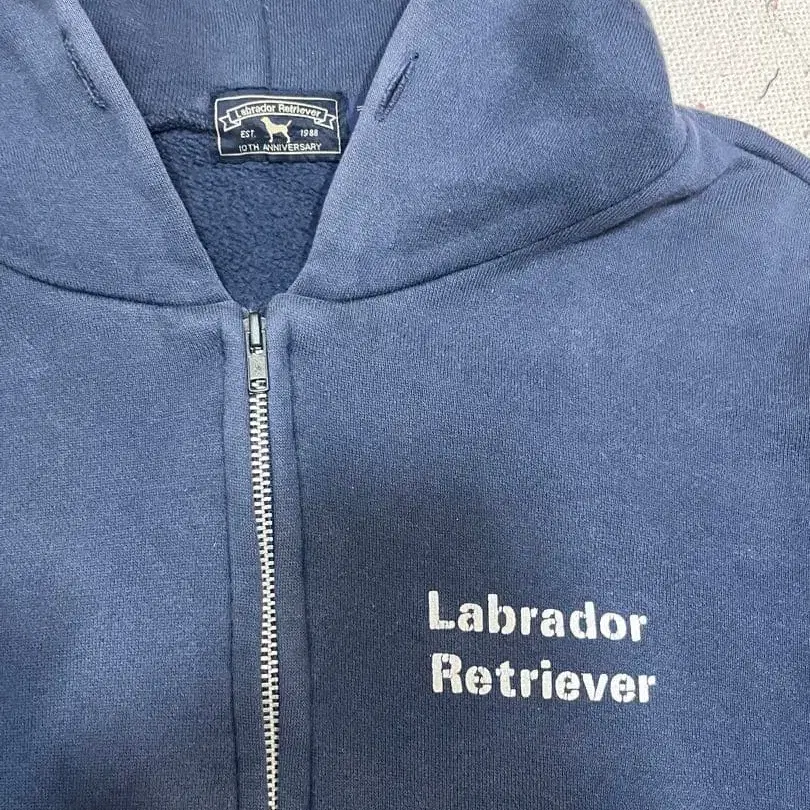 Labrador Retriever
EST. 1988
10TH ANNIVERSARY
Labrador
Retriever